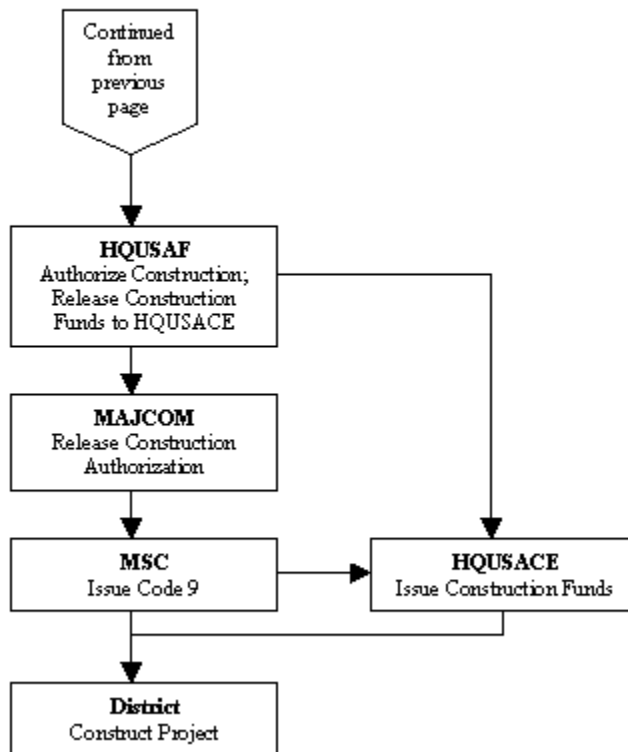 Continued
from
previous
page
HQUSAF
Authorize Construction;
Release Construction
Funds to HQUSACE
MAJCOM
Release Construction
Authorization
MSC
Issue Code 9
HQUSACE
Issue Construction Funds
District
Construct Project